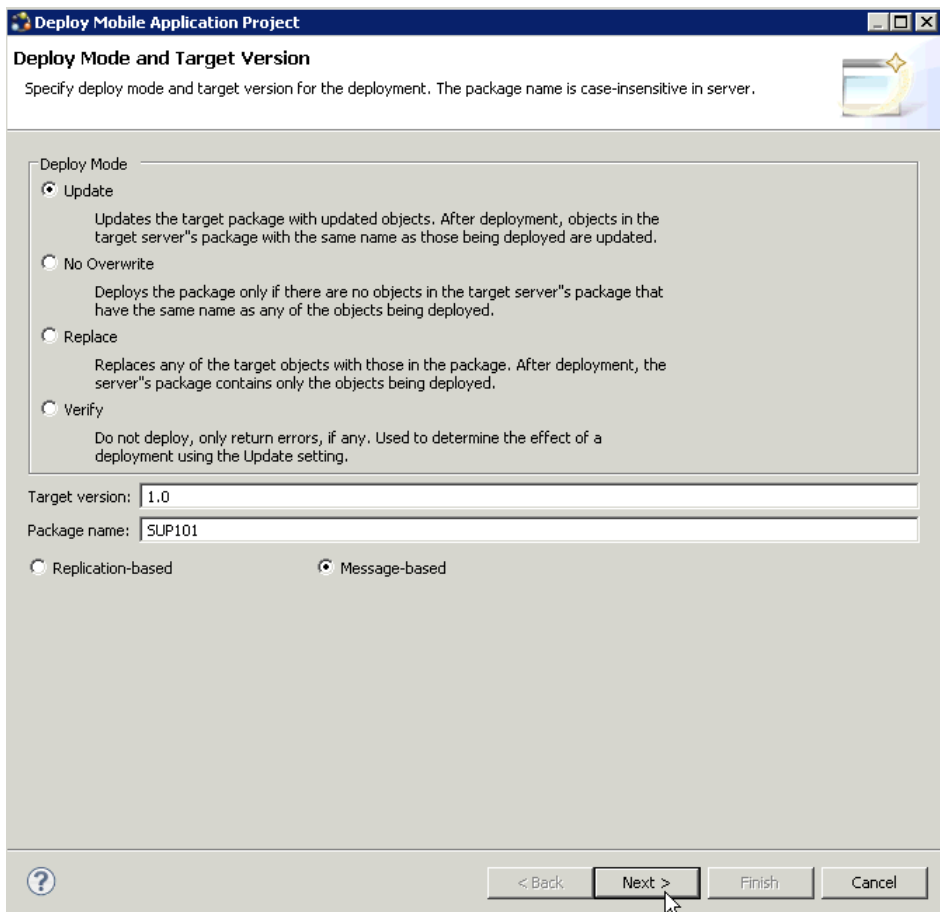 Deploy Mobile Application Project
Deploy Mode and Target Version
Specify deploy mode and target version for the deployment. The package name is case-insensitive in server.
Deploy Mode
Update
Updates the target package with updated objects. After deployment, objects in the
target server"s package with the same name as those being deployed are updated.
No Overwrite
Deploys the package only if there are no objects in the target server"s package that
have the same name as any of the objects being deployed.
Replace
Replaces any of the target objects with those in the package. After deployment, the
server"s package contains only the objects being deployed.
Verify
Do not deploy, only return errors, if any. Used to determine the effect of a
deployment using the Update setting.
Target version: 1.0
Package name: SUP101
Replication-based Message-based
? < Back Next > Finish Cancel